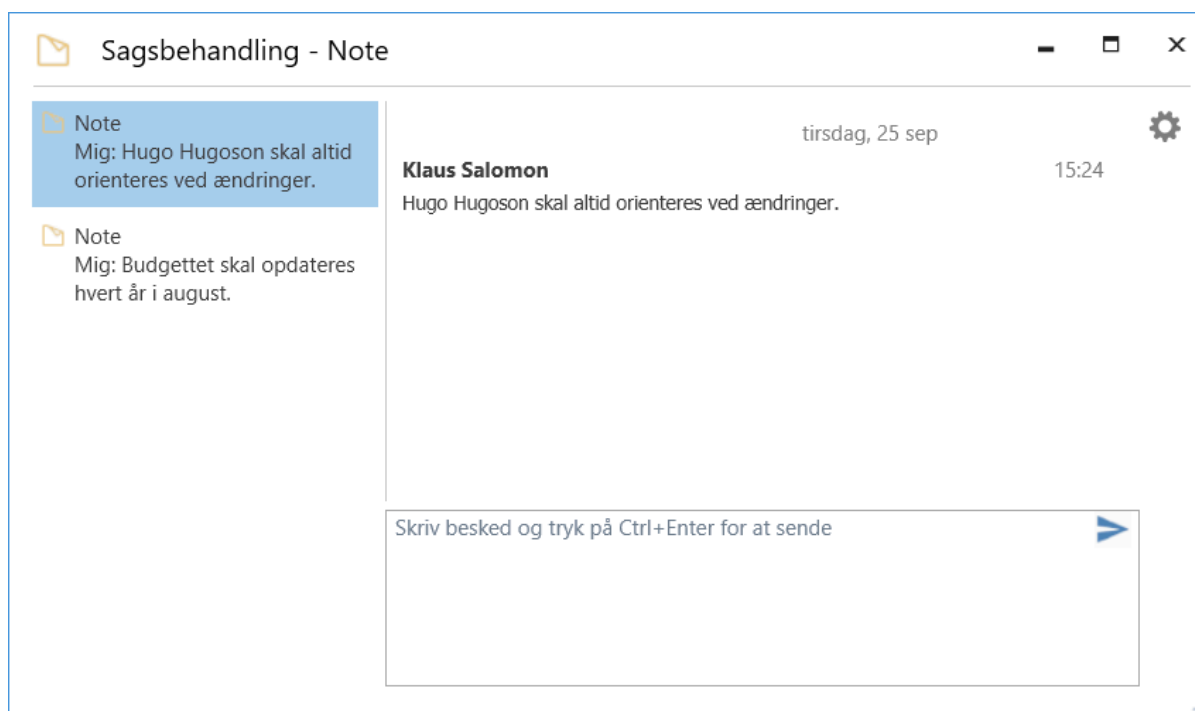 Sagsbehandling - Note
Note
Mig: Hugo Hugoson skal altid
orienteres ved ændringer.
Note
Mig: Budgettet skal opdateres
hvert år i august.
tirsdag, 25 sep
Klaus Salomon 15:24
Hugo Hugoson skal altid orienteres ved ændringer.
Skriv besked og tryk på Ctrl+Enter for at sende